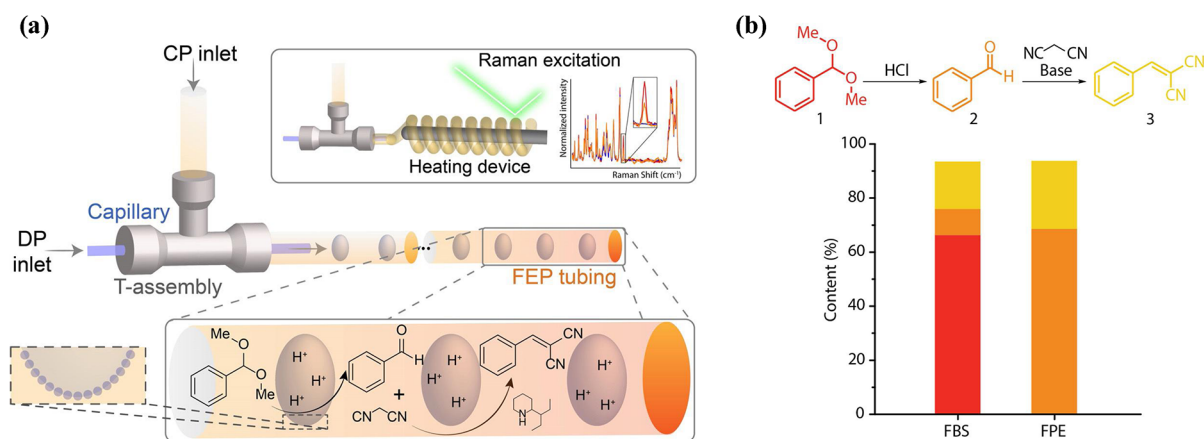 (a)
CP inlet
Raman excitation
Heating device
Normalized intensity
Raman Shift (cm⁻¹)
Capillary
DP
inlet
T-assembly
...
FEP tubing
MeO
O
Me
H⁺
H⁺
H⁺
O
H
+
CN CN
H⁺
H⁺
H⁺
CN
CN
N
H
H⁺
H⁺
H⁺
(b)
O Me
O
Me
1
HCl
O
H
2
NC CN
Base
CN
CN
3
Content (%)
100
80
60
40
20
0
FBS FPE